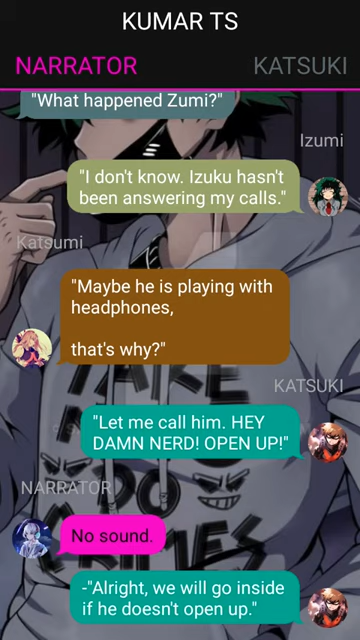 KUMAR TS
NARRATOR
KATSUKI
"What happened Zumi?"
Izumi
"I don't know. Izuku hasn't
been answering my calls."
Katsumi
"Maybe he is playing with
headphones,
that's why?"
KATSUKI
"Let me call him. HEY
DAMN NERD! OPEN UP!"
NARRATOR
No sound.
-"Alright, we will go inside
if he doesn't open up."